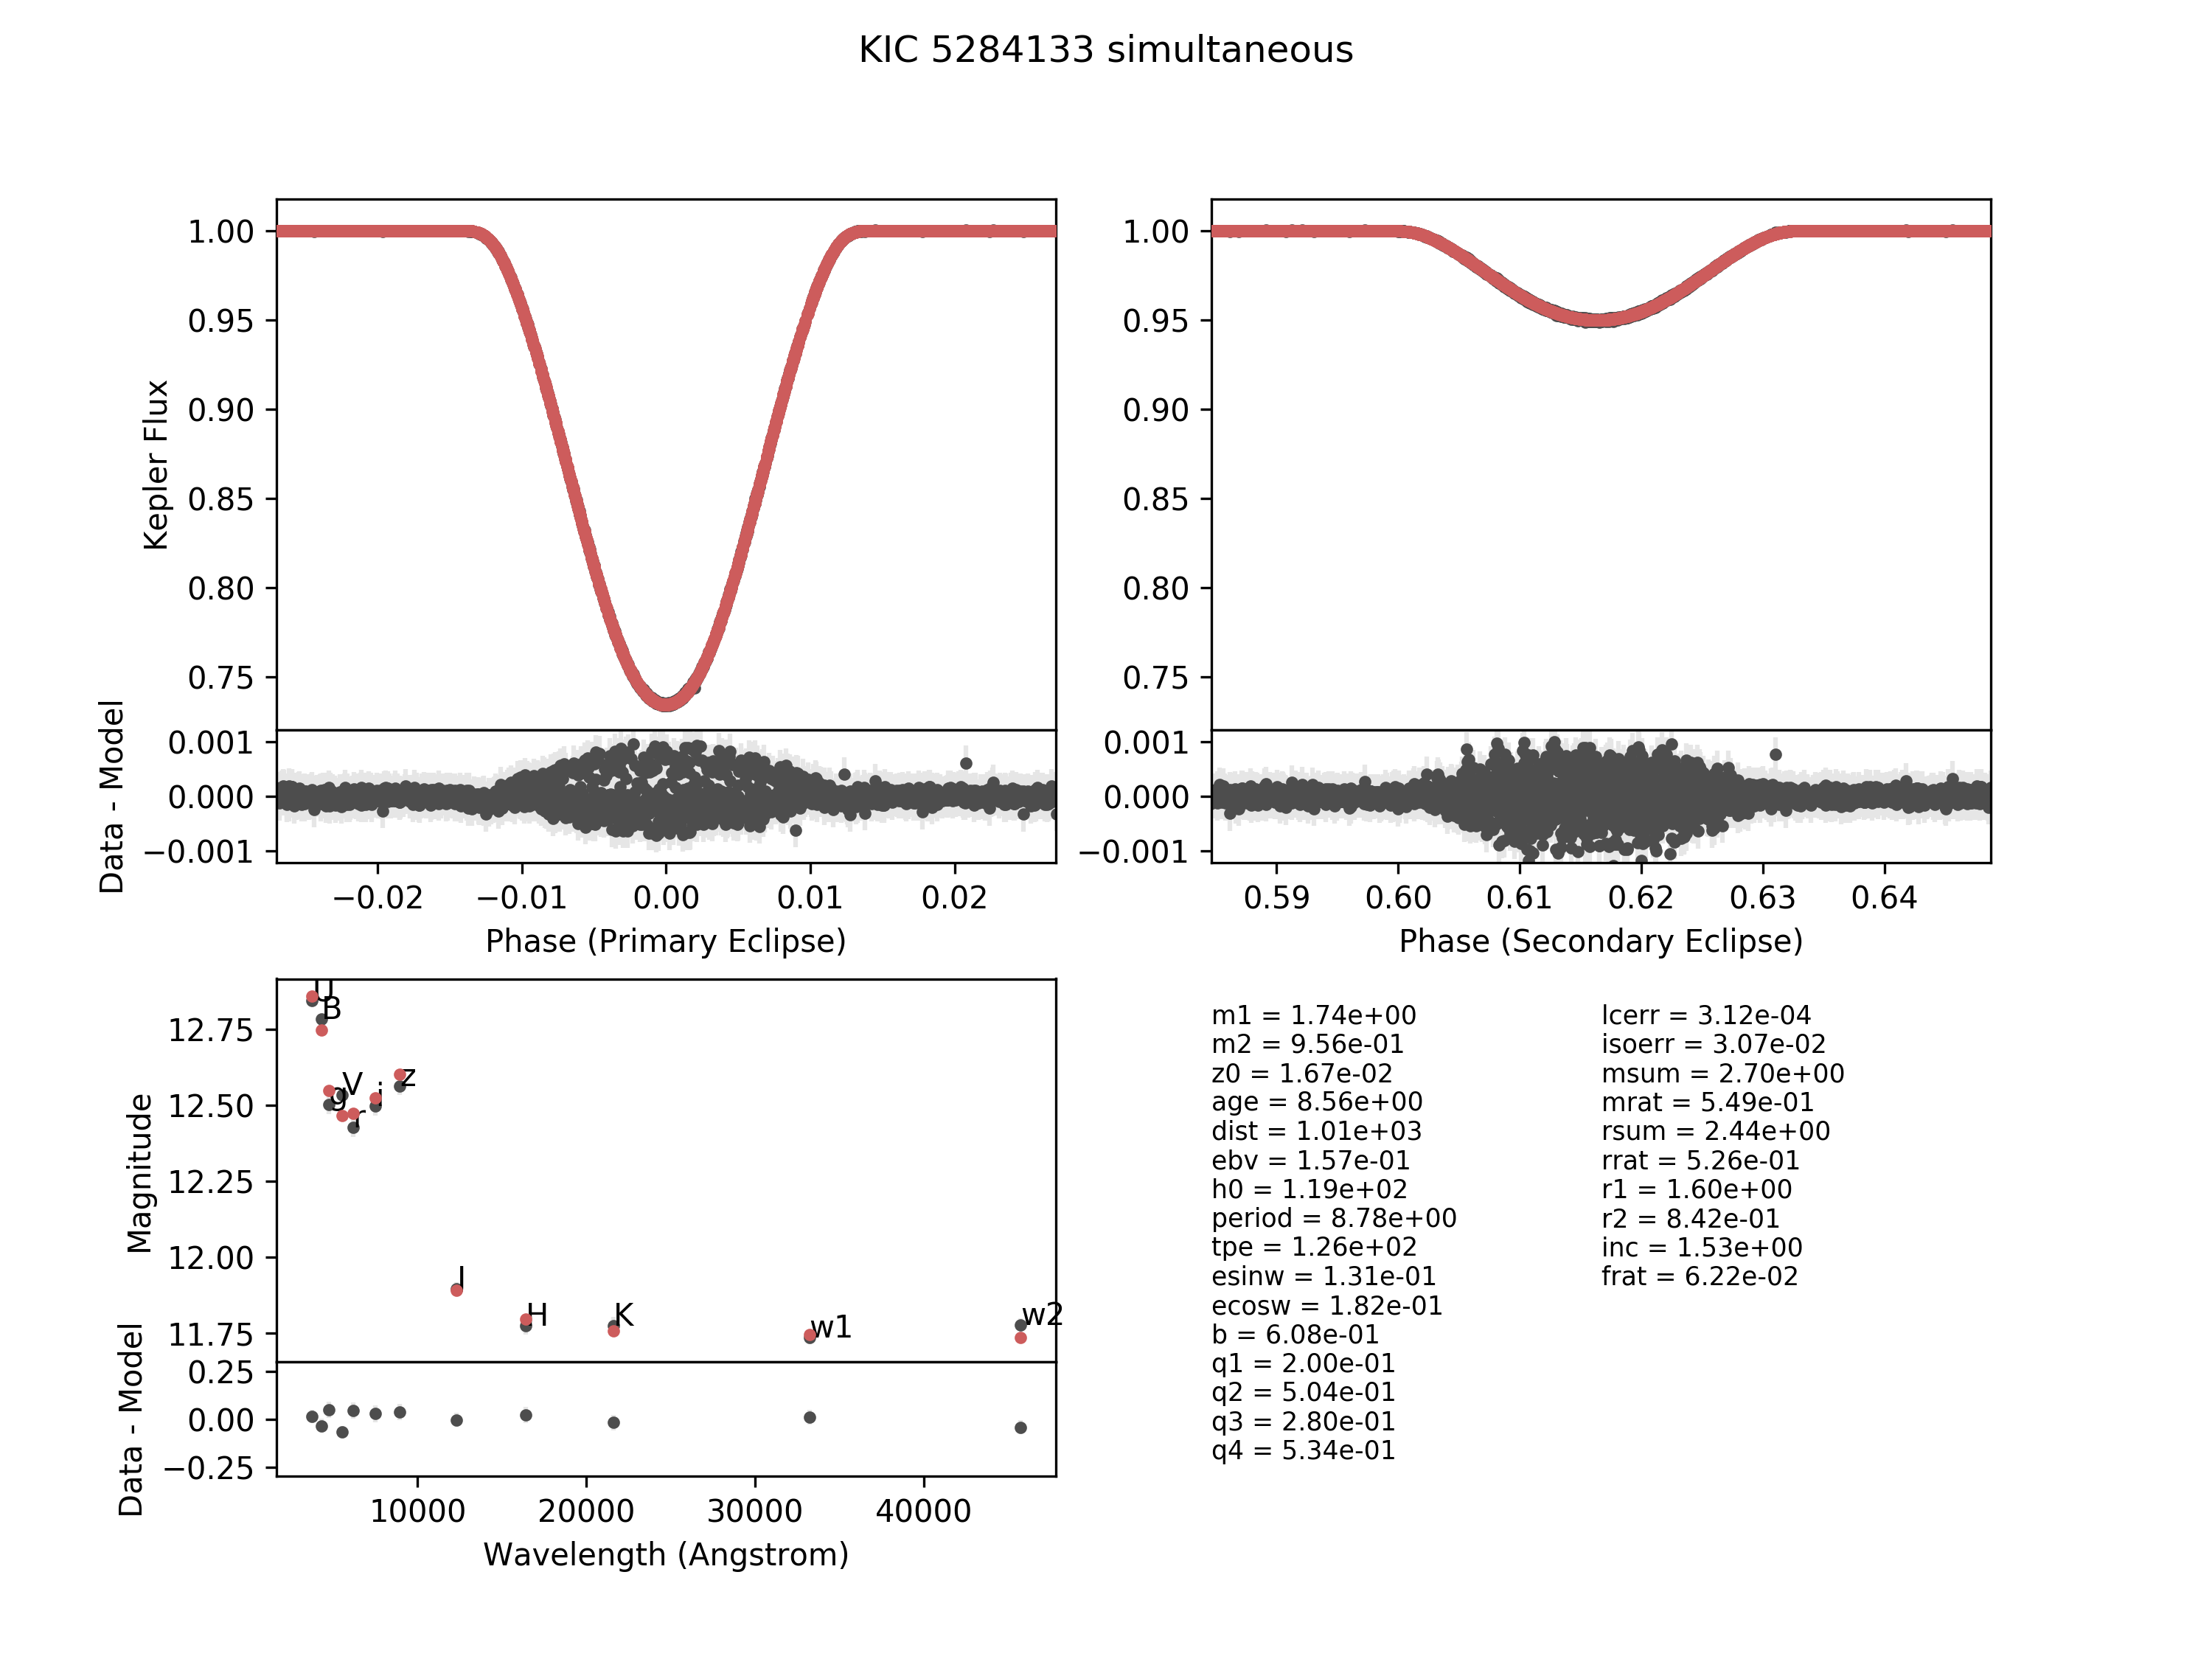 KIC 5284133 simultaneous
Kepler Flux
1.00
0.95
0.90
0.85
0.80
0.75
Data - Model
0.001
0.000
−0.001
−0.02
−0.01
0.00
0.01
0.02
Phase (Primary Eclipse)
1.00
0.95
0.90
0.85
0.80
0.75
0.001
0.000
−0.001
0.59
0.60
0.61
0.62
0.63
0.64
Phase (Secondary Eclipse)
Magnitude
12.75
12.50
12.25
12.00
11.75
U
B
g
V
r
i
z
J
H
K
w1
w2
Data - Model
0.25
0.00
−0.25
10000
20000
30000
40000
Wavelength (Angstrom)
m1 = 1.74e+00
m2 = 9.56e-01
z0 = 1.67e-02
age = 8.56e+00
dist = 1.01e+03
ebv = 1.57e-01
h0 = 1.19e+02
period = 8.78e+00
tpe = 1.26e+02
esinw = 1.31e-01
ecosw = 1.82e-01
b = 6.08e-01
q1 = 2.00e-01
q2 = 5.04e-01
q3 = 2.80e-01
q4 = 5.34e-01
lcerr = 3.12e-04
isoerr = 3.07e-02
msum = 2.70e+00
mrat = 5.49e-01
rsum = 2.44e+00
rrat = 5.26e-01
r1 = 1.60e+00
r2 = 8.42e-01
inc = 1.53e+00
frat = 6.22e-02